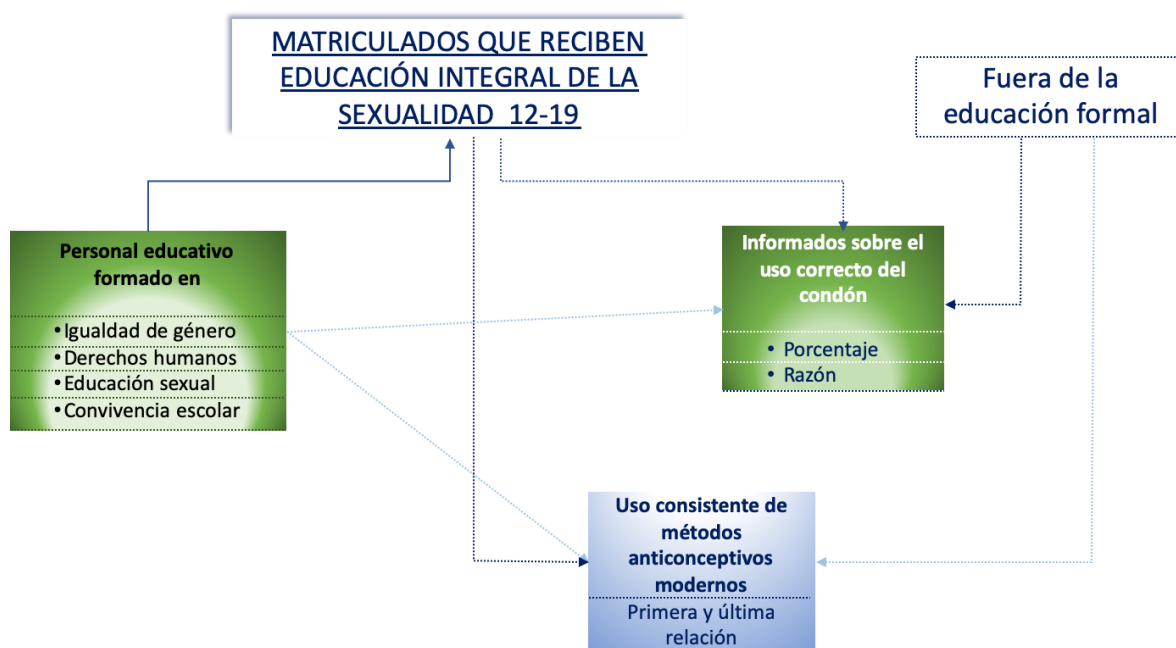 MATRICULADOS QUE RECIBEN
EDUCACIÓN INTEGRAL DE LA
SEXUALIDAD 12-19
Fuera de la
educación formal
Personal educativo
formado en
•Igualdad de género
•Derechos humanos
•Educación sexual
•Convivencia escolar
Informados sobre el
uso correcto del
condón
• Porcentaje
• Razón
Uso consistente de
métodos
anticonceptivos
modernos
Primera y última
relación